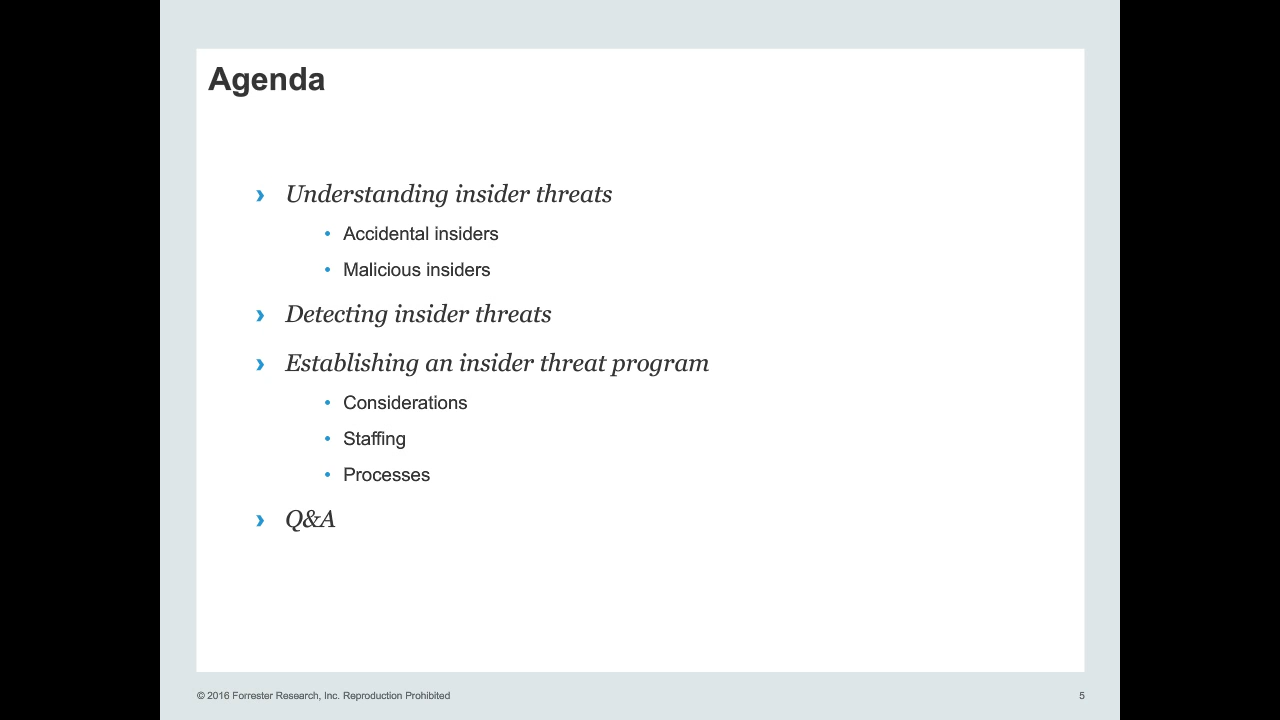 Agenda
› Understanding insider threats
• Accidental insiders
• Malicious insiders
› Detecting insider threats
› Establishing an insider threat program
• Considerations
• Staffing
• Processes
› Q&A
© 2016 Forrester Research, Inc. Reproduction Prohibited
5